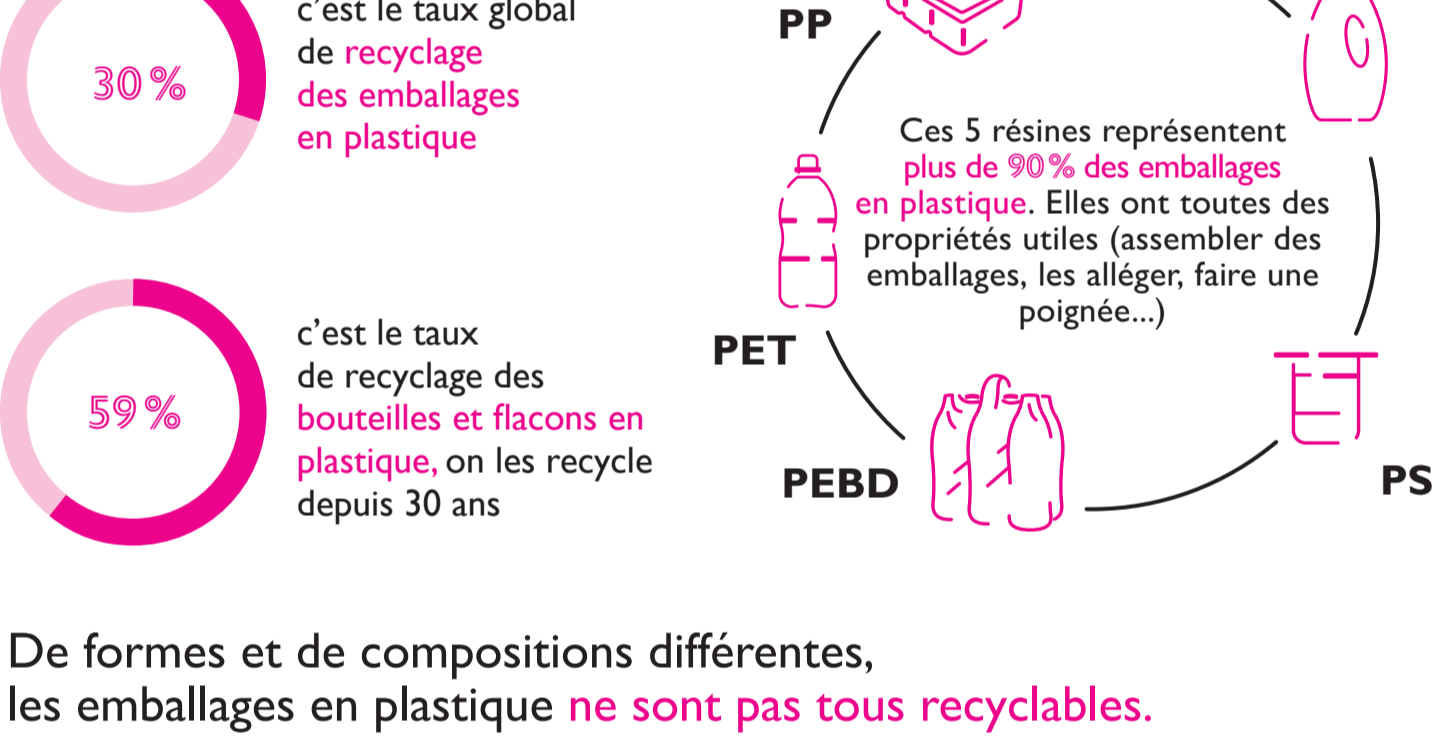 c'est le taux global
de recyclage
des emballages
en plastique
30 %
59 %
c'est le taux
de recyclage des
bouteilles et flacons en
plastique, on les recycle
depuis 30 ans
PP
Ces 5 résines représentent
plus de 90 % des emballages
en plastique. Elles ont toutes des
propriétés utiles (assembler des
emballages, les alléger, faire une
poignée...)
PET
PEBD
PS
De formes et de compositions différentes,
les emballages en plastique ne sont pas tous recyclables.